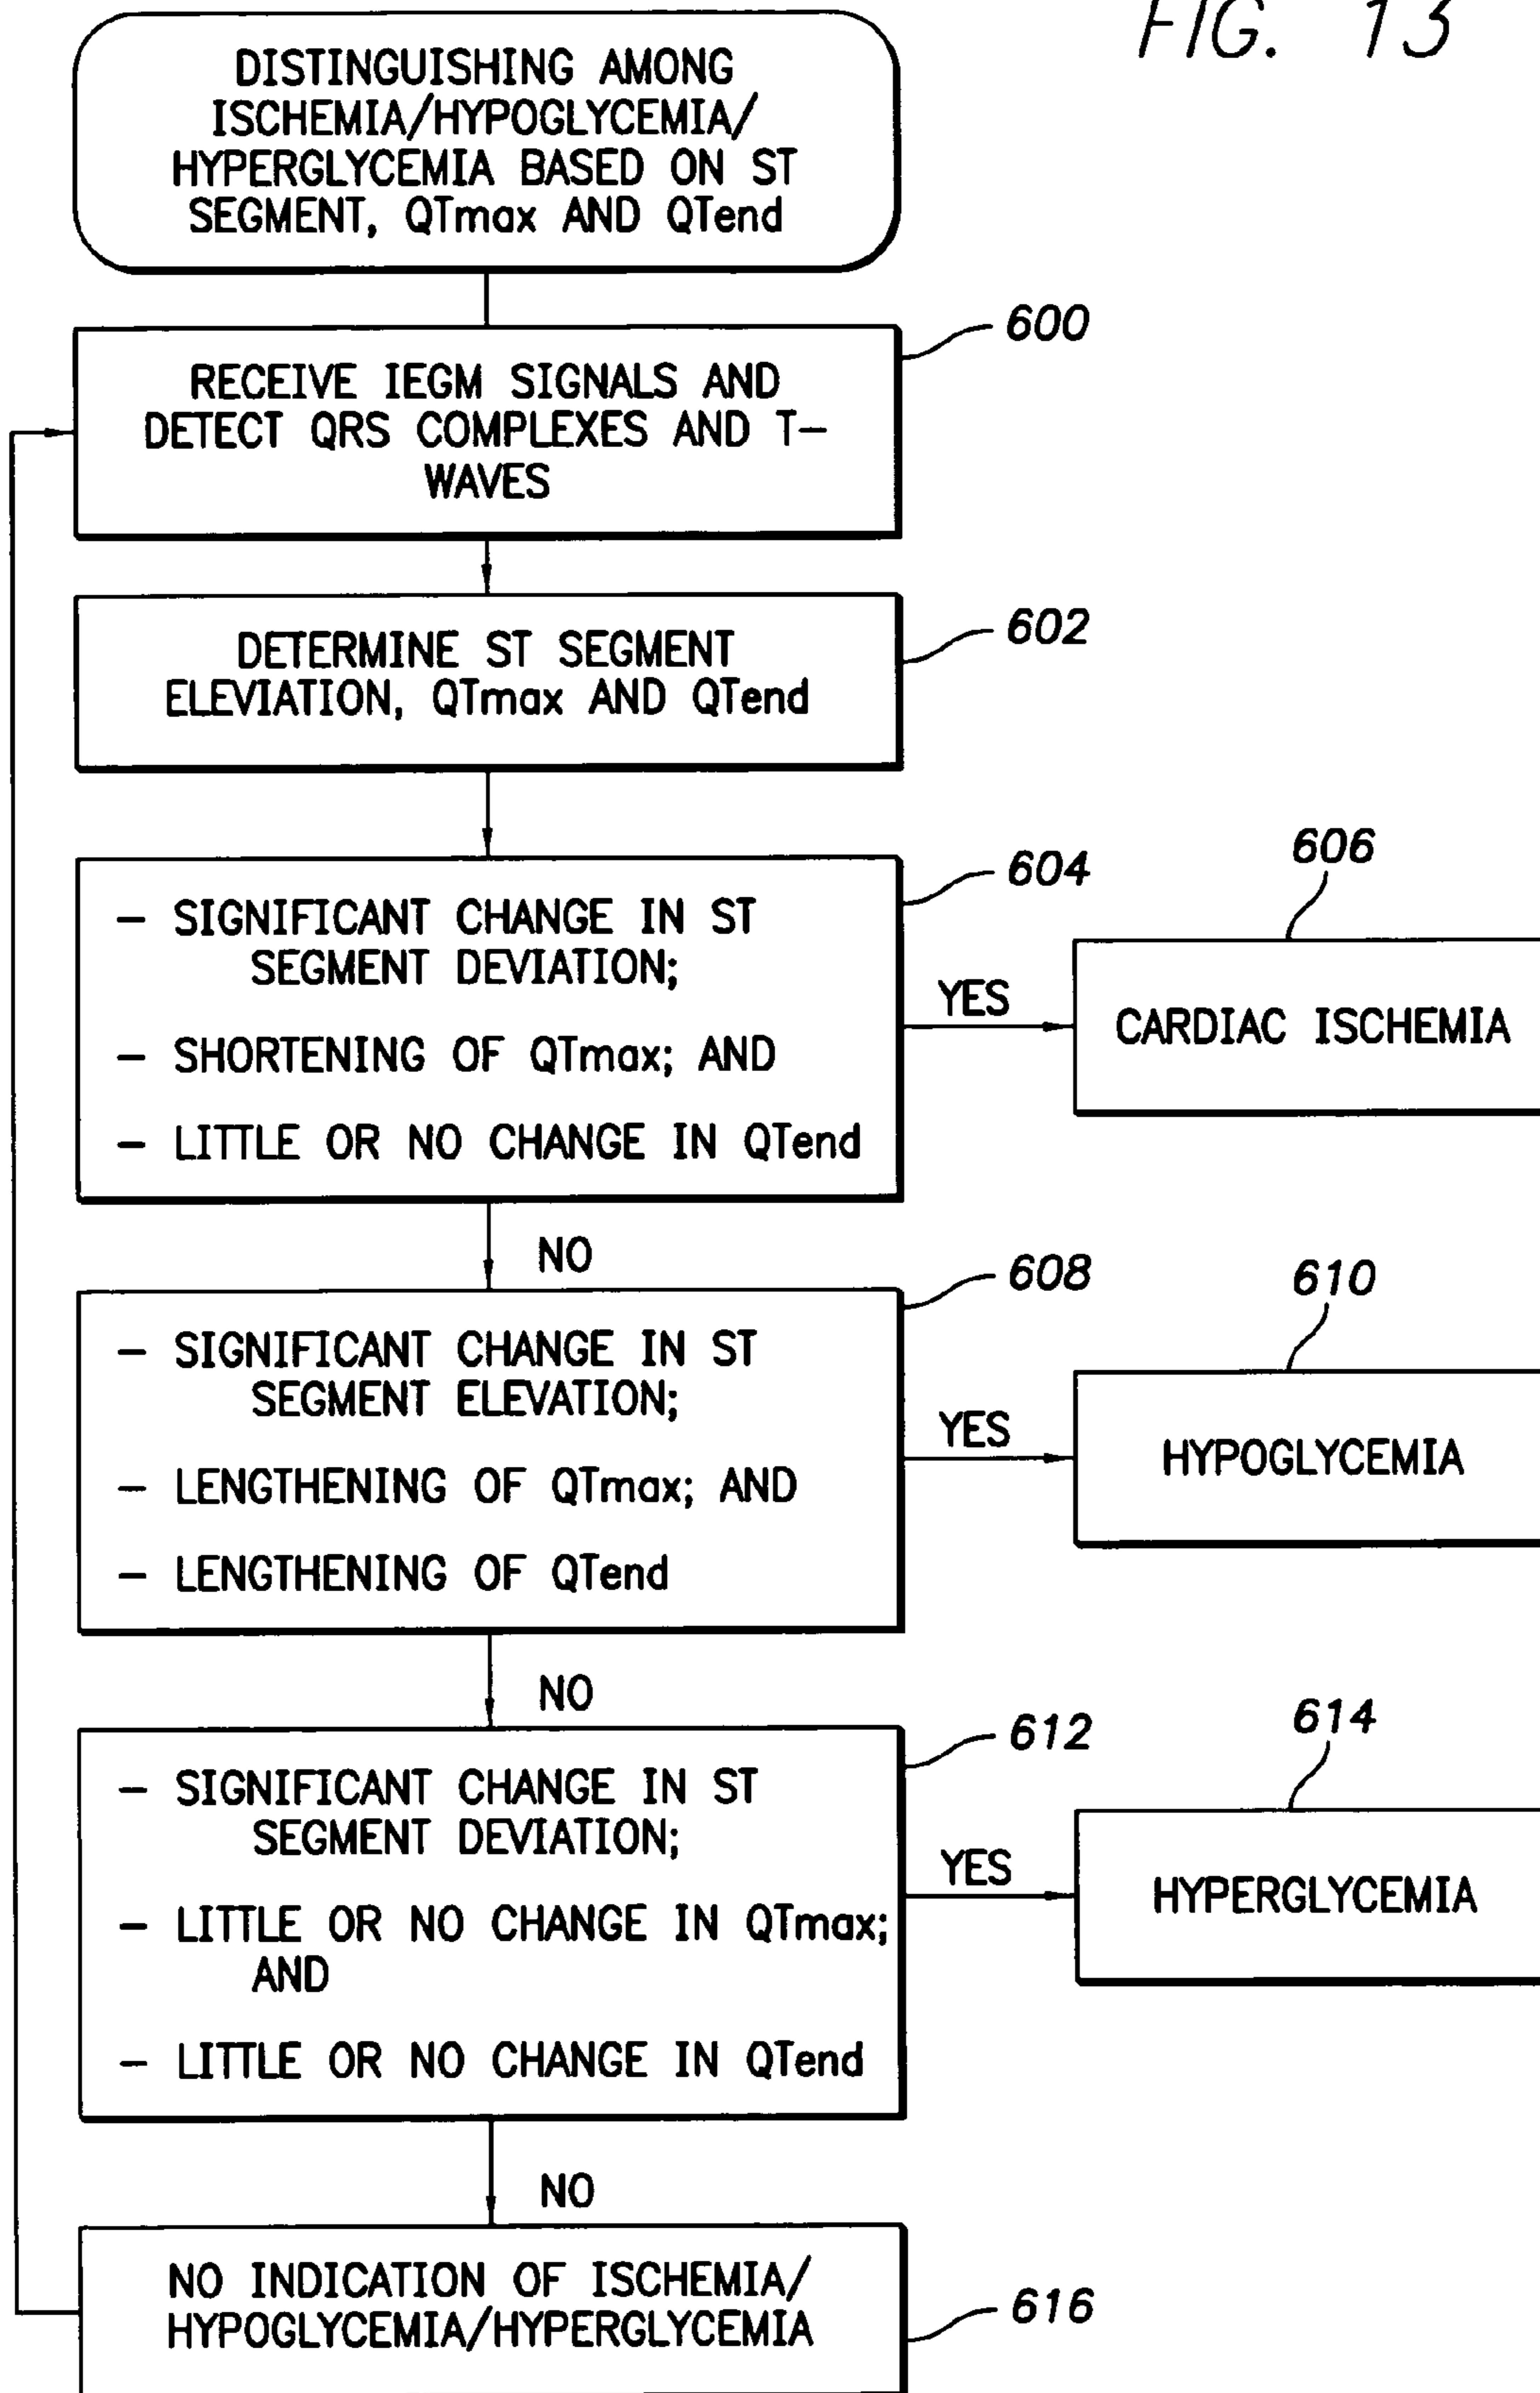 FIG. 13
DISTINGUISHING AMONG
ISCHEMIA/HYPOGLYCEMIA/
HYPERGLYCEMIA BASED ON ST
SEGMENT, QTmax AND QTend
600
RECEIVE IEGM SIGNALS AND
DETECT QRS COMPLEXES AND T-
WAVES
602
DETERMINE ST SEGMENT
ELEVIATION, QTmax AND QTend
604
- SIGNIFICANT CHANGE IN ST
SEGMENT DEVIATION;
- SHORTENING OF QTmax; AND
- LITTLE OR NO CHANGE IN QTend
YES
606
CARDIAC ISCHEMIA
NO
608
- SIGNIFICANT CHANGE IN ST
SEGMENT ELEVATION;
- LENGTHENING OF QTmax; AND
- LENGTHENING OF QTend
YES
610
HYPOGLYCEMIA
NO
612
- SIGNIFICANT CHANGE IN ST
SEGMENT DEVIATION;
- LITTLE OR NO CHANGE IN QTmax;
AND
- LITTLE OR NO CHANGE IN QTend
YES
614
HYPERGLYCEMIA
NO
NO INDICATION OF ISCHEMIA/
HYPOGLYCEMIA/HYPERGLYCEMIA
616